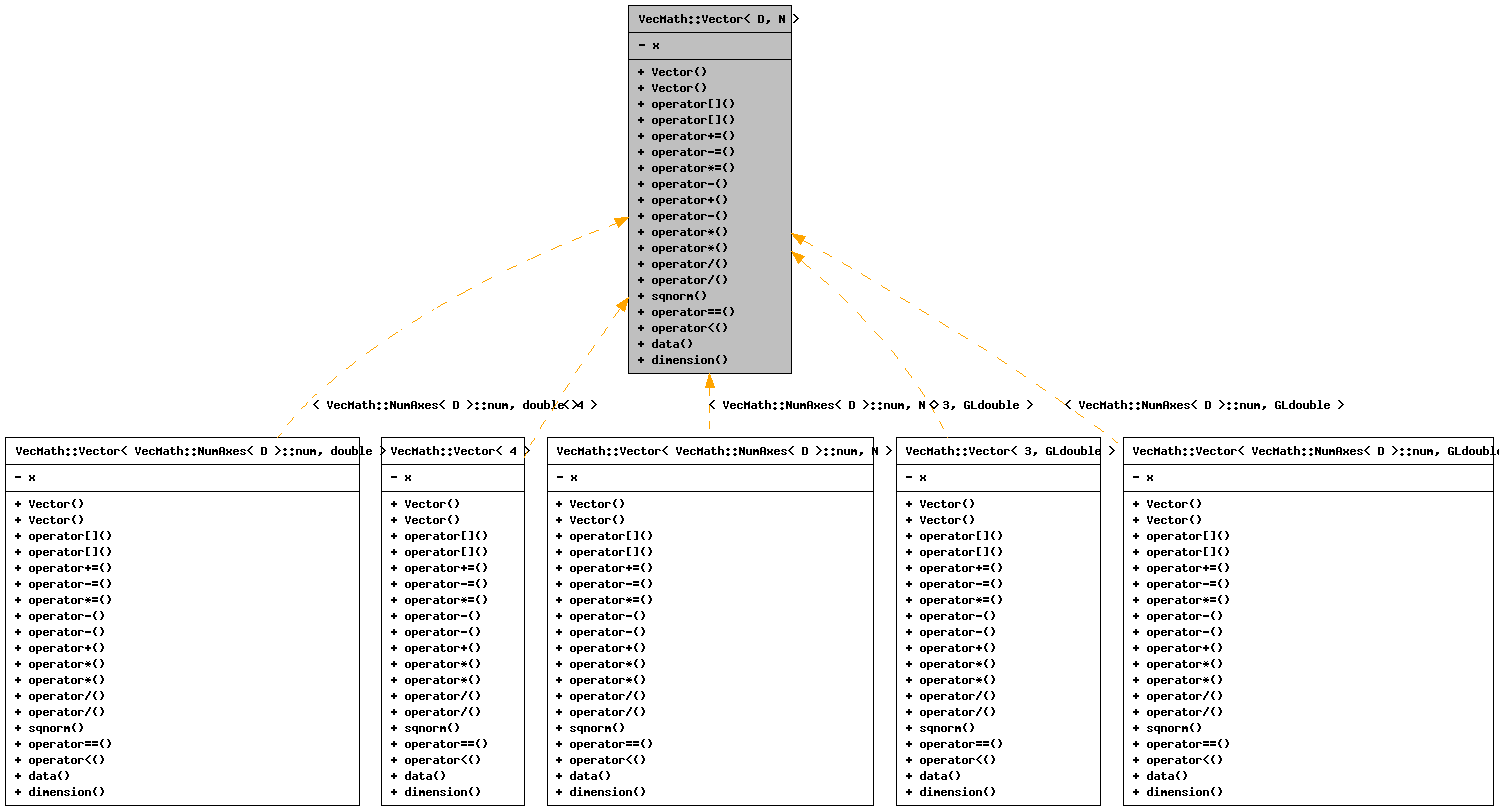 VecMath::Vector< D, N >
- x
+ Vector()
+ Vector()
+ operator[]()
+ operator[]()
+ operator+=()
+ operator-=()
+ operator*=()
+ operator-()
+ operator+()
+ operator-()
+ operator*()
+ operator*()
+ operator/()
+ operator/()
+ sqnorm()
+ operator==()
+ operator<()
+ data()
+ dimension()
< VecMath::NumAxes< D >::num, double >
< 4 >
< VecMath::NumAxes< D >::num, N >
< 3, GLdouble >
< VecMath::NumAxes< D >::num, GLdouble >
VecMath::Vector< VecMath::NumAxes< D >::num, double >
- x
+ Vector()
+ Vector()
+ operator[]()
+ operator[]()
+ operator+=()
+ operator-=()
+ operator*=()
+ operator-()
+ operator-()
+ operator+()
+ operator*()
+ operator*()
+ operator/()
+ operator/()
+ sqnorm()
+ operator==()
+ operator<()
+ data()
+ dimension()
VecMath::Vector< 4 >
- x
+ Vector()
+ Vector()
+ operator[]()
+ operator[]()
+ operator+=()
+ operator-=()
+ operator*=()
+ operator-()
+ operator-()
+ operator+()
+ operator*()
+ operator*()
+ operator/()
+ operator/()
+ sqnorm()
+ operator==()
+ operator<()
+ data()
+ dimension()
VecMath::Vector< VecMath::NumAxes< D >::num, N >
- x
+ Vector()
+ Vector()
+ operator[]()
+ operator[]()
+ operator+=()
+ operator-=()
+ operator*=()
+ operator-()
+ operator-()
+ operator+()
+ operator*()
+ operator*()
+ operator/()
+ operator/()
+ sqnorm()
+ operator==()
+ operator<()
+ data()
+ dimension()
VecMath::Vector< 3, GLdouble >
- x
+ Vector()
+ Vector()
+ operator[]()
+ operator[]()
+ operator+=()
+ operator-=()
+ operator*=()
+ operator-()
+ operator-()
+ operator+()
+ operator*()
+ operator*()
+ operator/()
+ operator/()
+ sqnorm()
+ operator==()
+ operator<()
+ data()
+ dimension()
VecMath::Vector< VecMath::NumAxes< D >::num, GLdouble
- x
+ Vector()
+ Vector()
+ operator[]()
+ operator[]()
+ operator+=()
+ operator-=()
+ operator*=()
+ operator-()
+ operator-()
+ operator+()
+ operator*()
+ operator*()
+ operator/()
+ operator/()
+ sqnorm()
+ operator==()
+ operator<()
+ data()
+ dimension()